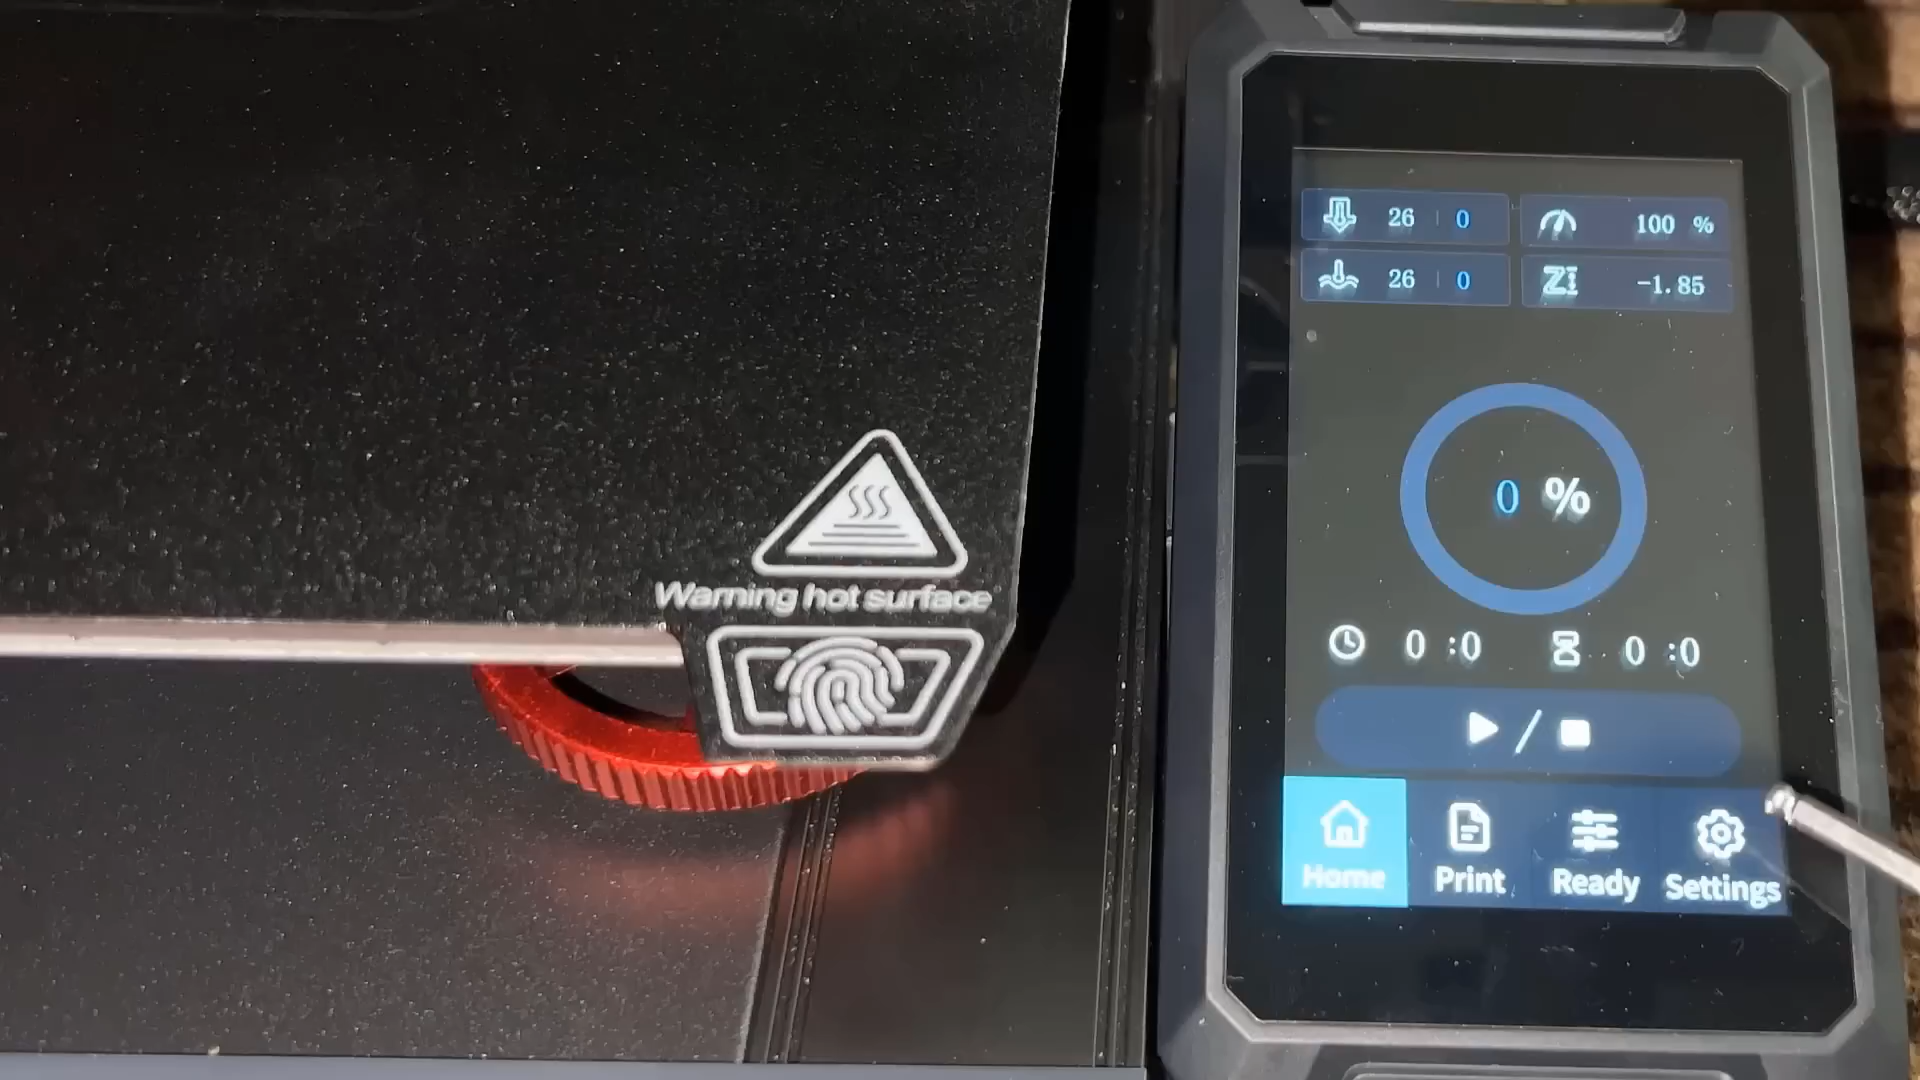 Warning hot surface
26 | 0
100 %
26 | 0
-1.85
0 %
0 :0
0 :0
Home
Print
Ready
Settings